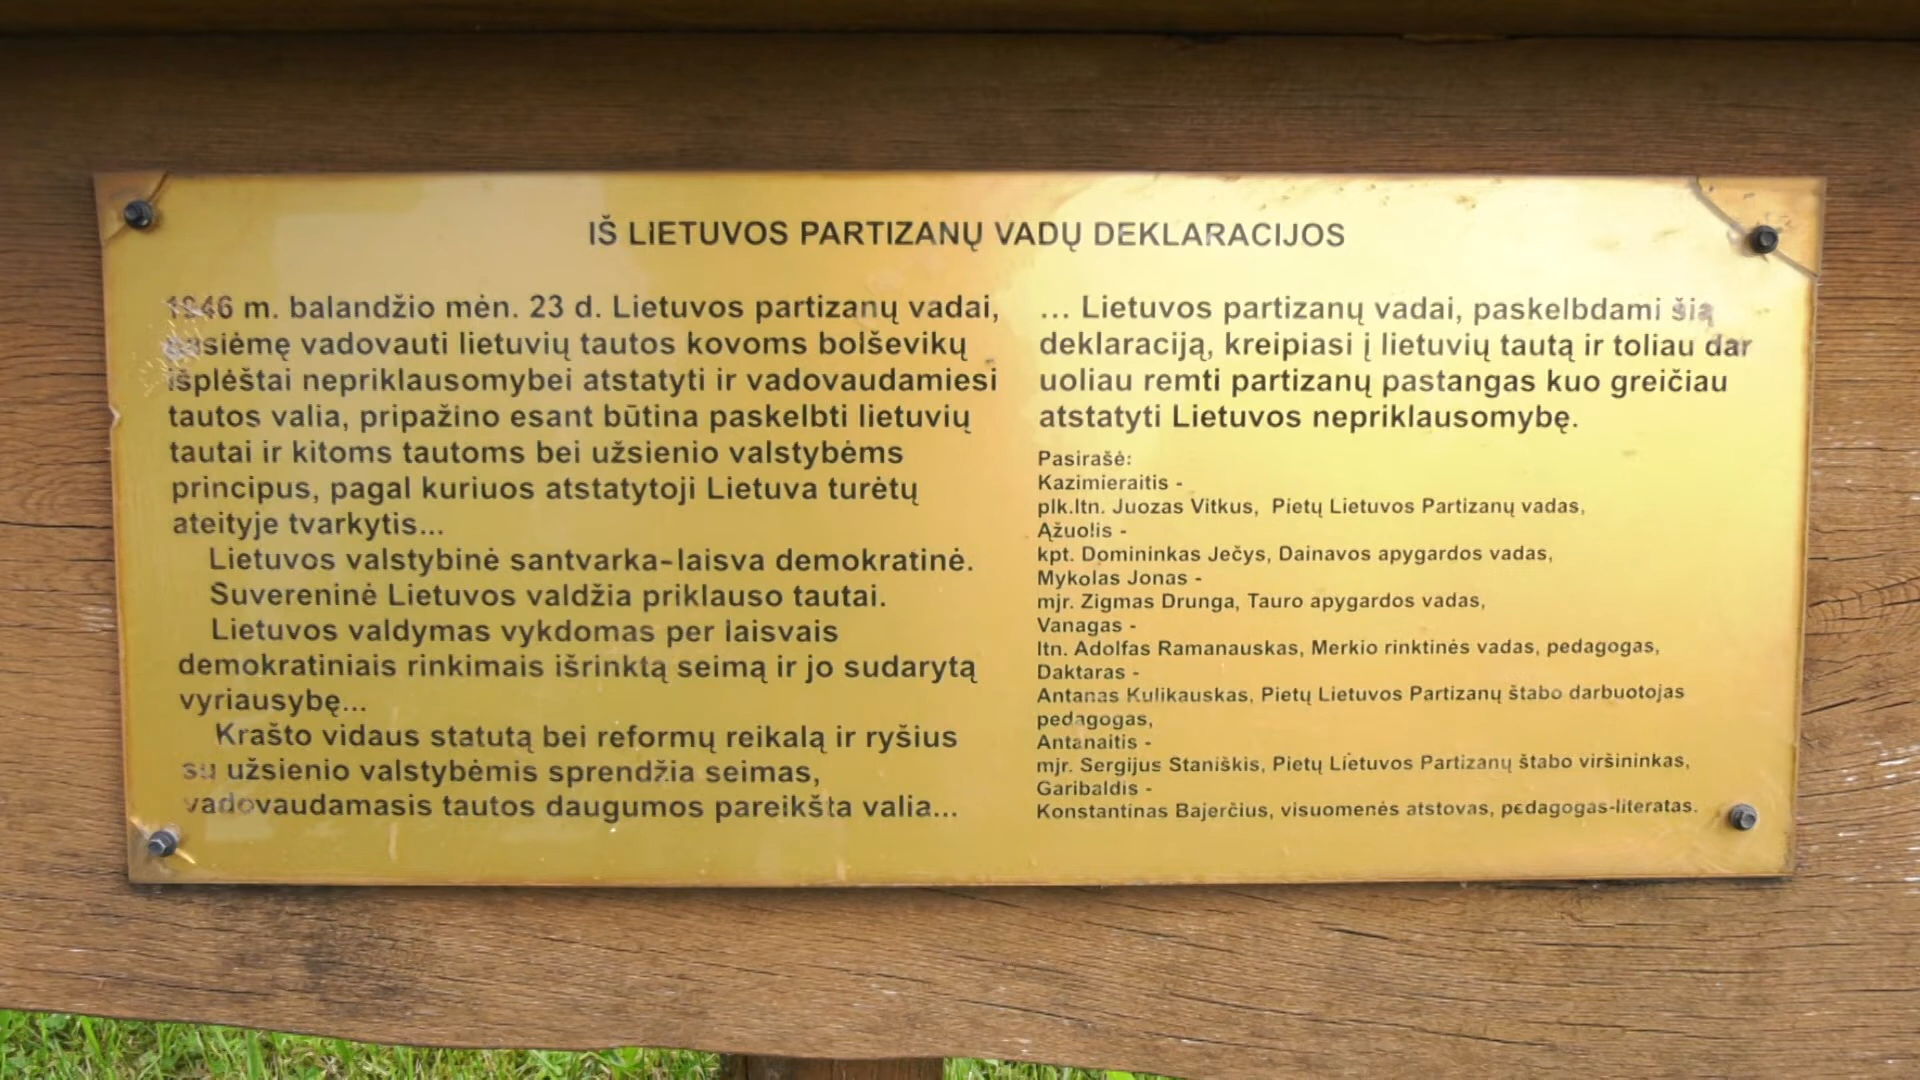 IŠ LIETUVOS PARTIZANŲ VADŲ DEKLARACIJOS
1946 m. balandžio mėn. 23 d. Lietuvos partizanų vadai,
pasiėmę vadovauti lietuvių tautos kovoms bolševikų
išplėštai nepriklausomybei atstatyti ir vadovaudamiesi
tautos valia, pripažino esant būtina paskelbti lietuvių
tautai ir kitoms tautoms bei užsienio valstybėms
principus, pagal kuriuos atstatytoji Lietuva turėtų
ateityje tvarkytis...
Lietuvos valstybinė santvarka-laisva demokratinė.
Suvereninė Lietuvos valdžia priklauso tautai.
Lietuvos valdymas vykdomas per laisvais
demokratiniais rinkimais išrinktą seimą ir jo sudarytą
vyriausybę...
Krašto vidaus statutą bei reformų reikalą ir ryšius
su užsienio valstybėmis sprendžia seimas,
vadovaudamasis tautos daugumos pareikšta valia...
... Lietuvos partizanų vadai, paskelbdami šią
deklaraciją, kreipiasi į lietuvių tautą ir toliau dar
uoliau remti partizanų pastangas kuo greičiau
atstatyti Lietuvos nepriklausomybę.
Pasirašė:
Kazimieraitis -
plk.ltn. Juozas Vitkus, Pietų Lietuvos Partizanų vadas,
Ąžuolis -
kpt. Domininkas Ječys, Dainavos apygardos vadas,
Mykolas Jonas -
mjr. Zigmas Drunga, Tauro apygardos vadas,
Vanagas -
ltn. Adolfas Ramanauskas, Merkio rinktinės vadas, pedagogas,
Daktaras -
Antanas Kulikauskas, Pietų Lietuvos Partizanų štabo darbuotojas
pedagogas,
Antanaitis -
mjr. Sergijus Staniškis, Pietų Lietuvos Partizanų štabo viršininkas,
Garibaldis -
Konstantinas Bajerčius, visuomenės atstovas, pedagogas-literatas.